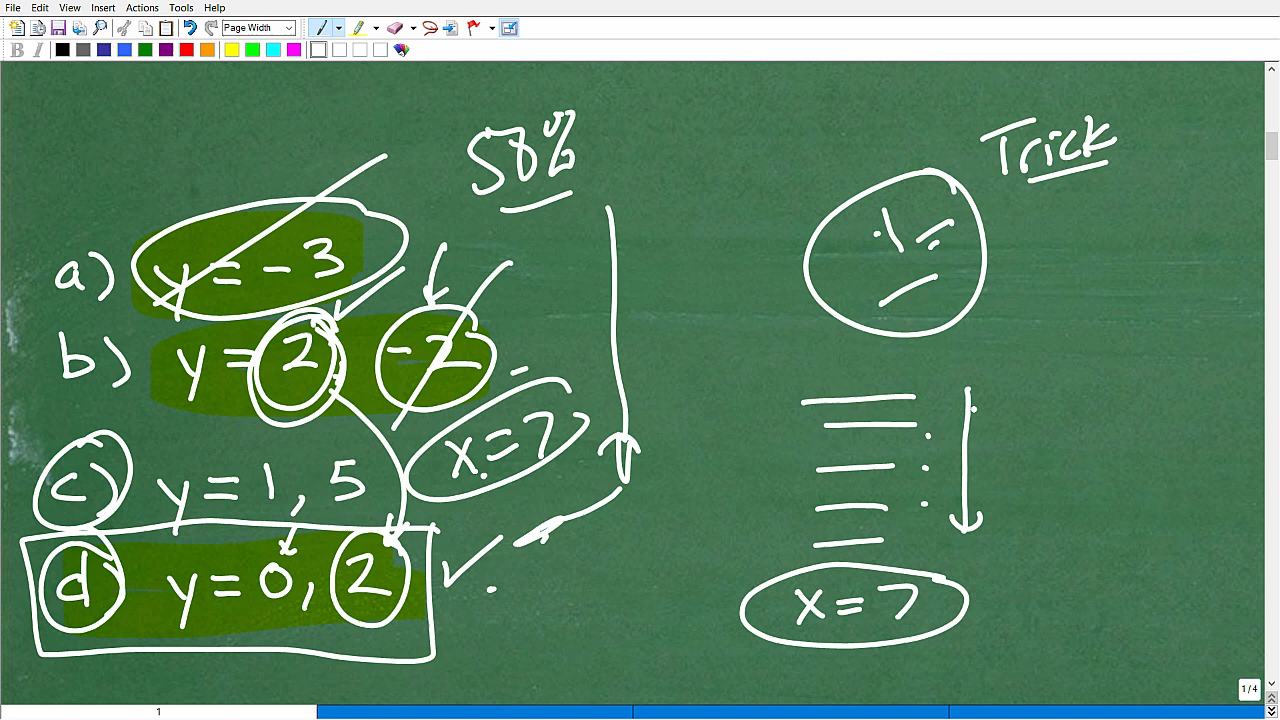 File Edit View Insert Actions Tools Help
Page Width
B I
58%
Trick
a) y = - 3
b) y = 2 - 2
x = 7
c) y = 1, 5
d y = 0, 2
x = 7
1/4
1